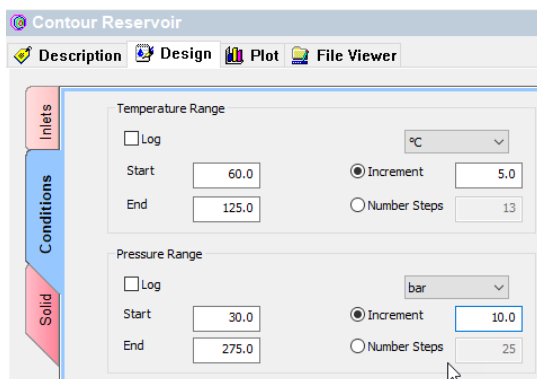 Contour Reservoir
Description Design Plot File Viewer
Inlets
Conditions
Solid
Temperature Range
Log °C
Start 60.0 Increment 5.0
End 125.0 Number Steps 13
Pressure Range
Log bar
Start 30.0 Increment 10.0
End 275.0 Number Steps 25